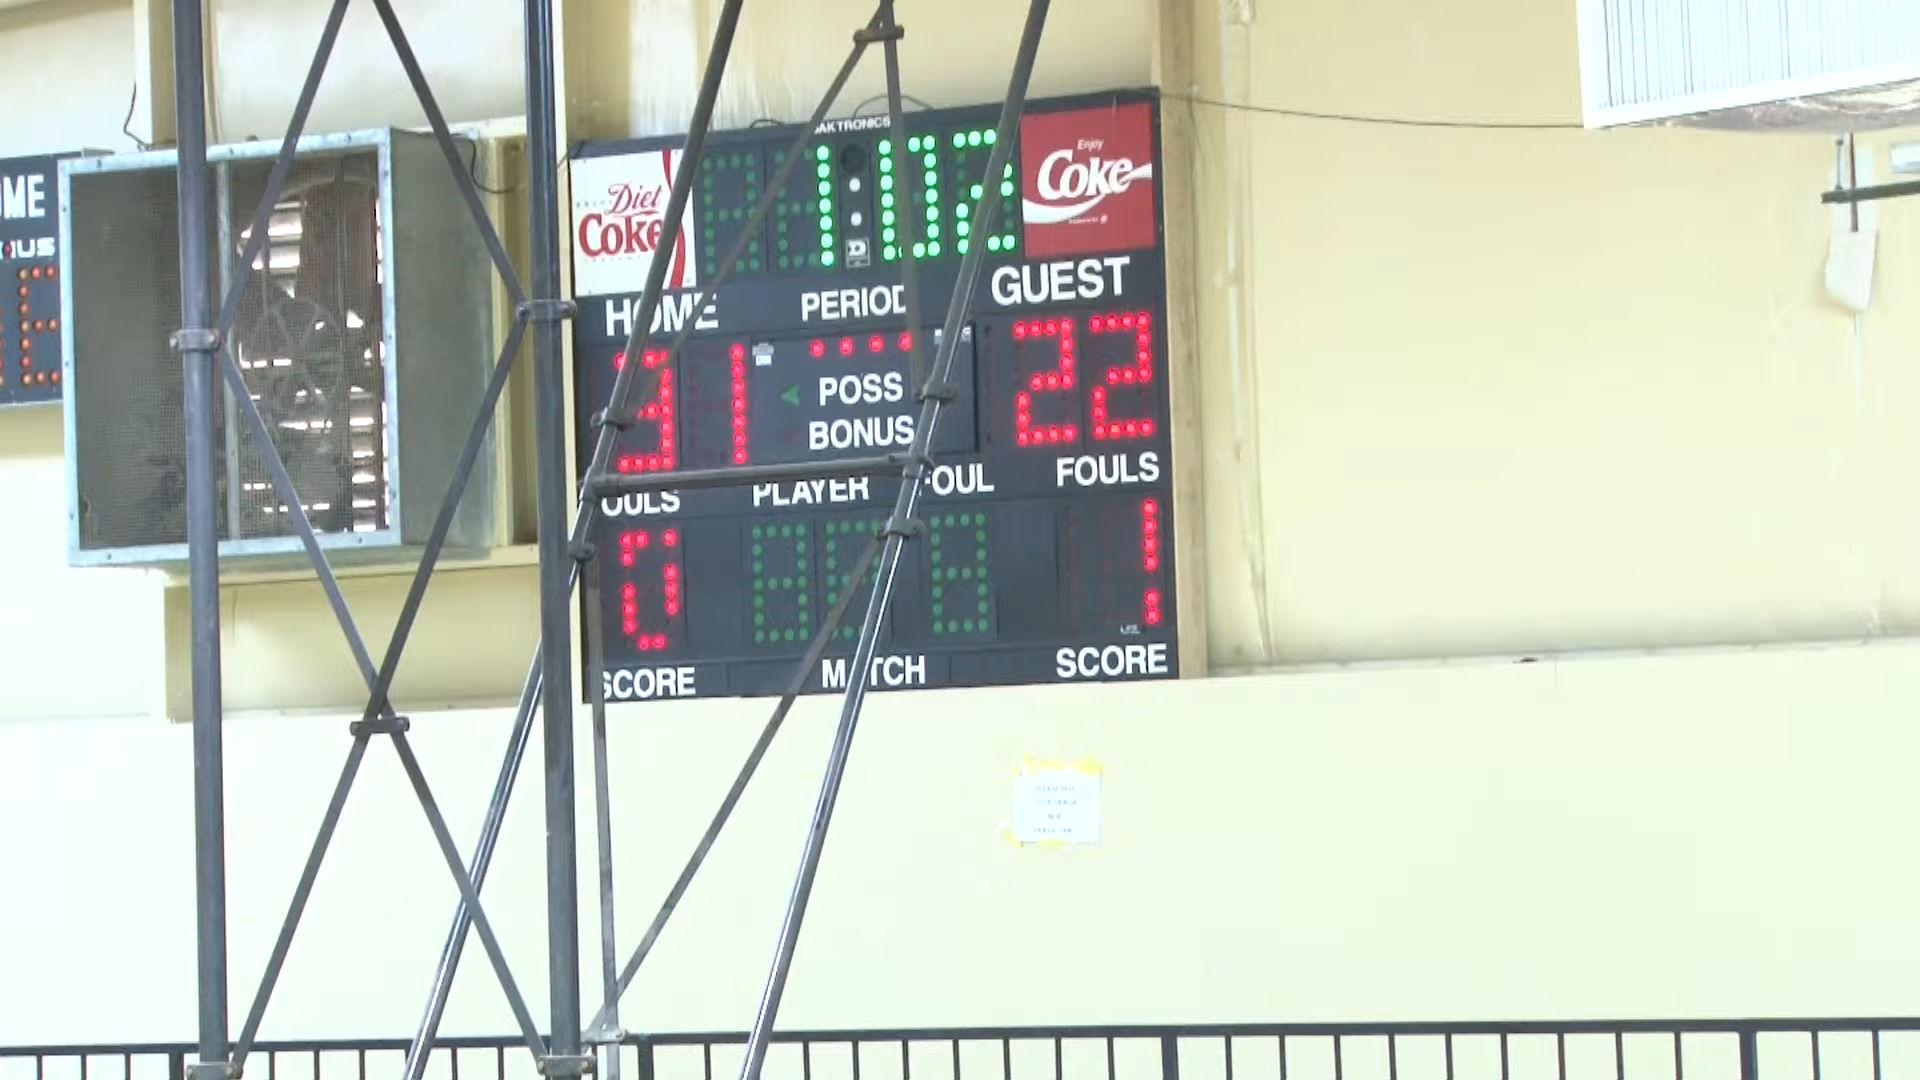 DAKTRONICS
Diet
Coke
1:02
Enjoy
Coke
HOME
PERIOD
GUEST
31
POSS
22
BONUS
FOULS
PLAYER
FOUL
FOULS
0
1
SCORE
MATCH
SCORE
OME